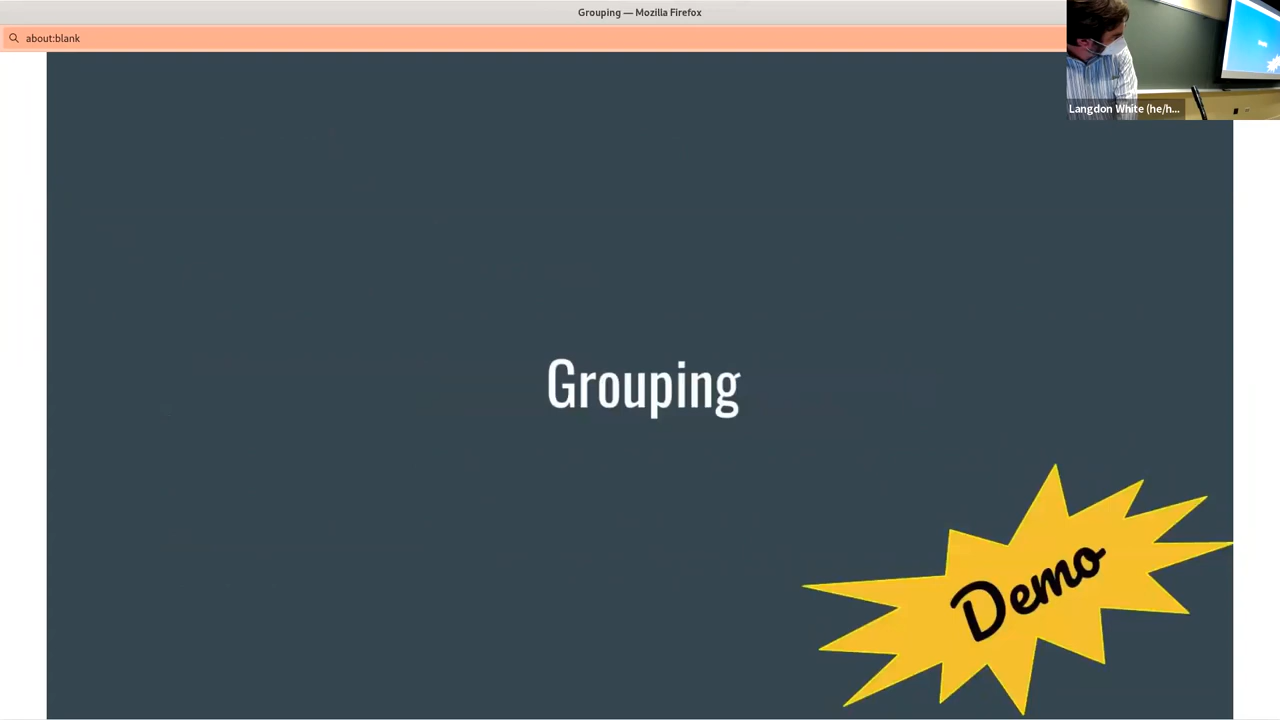 Grouping — Mozilla Firefox
about:blank
Langdon White (he/h...
Grouping
Demo